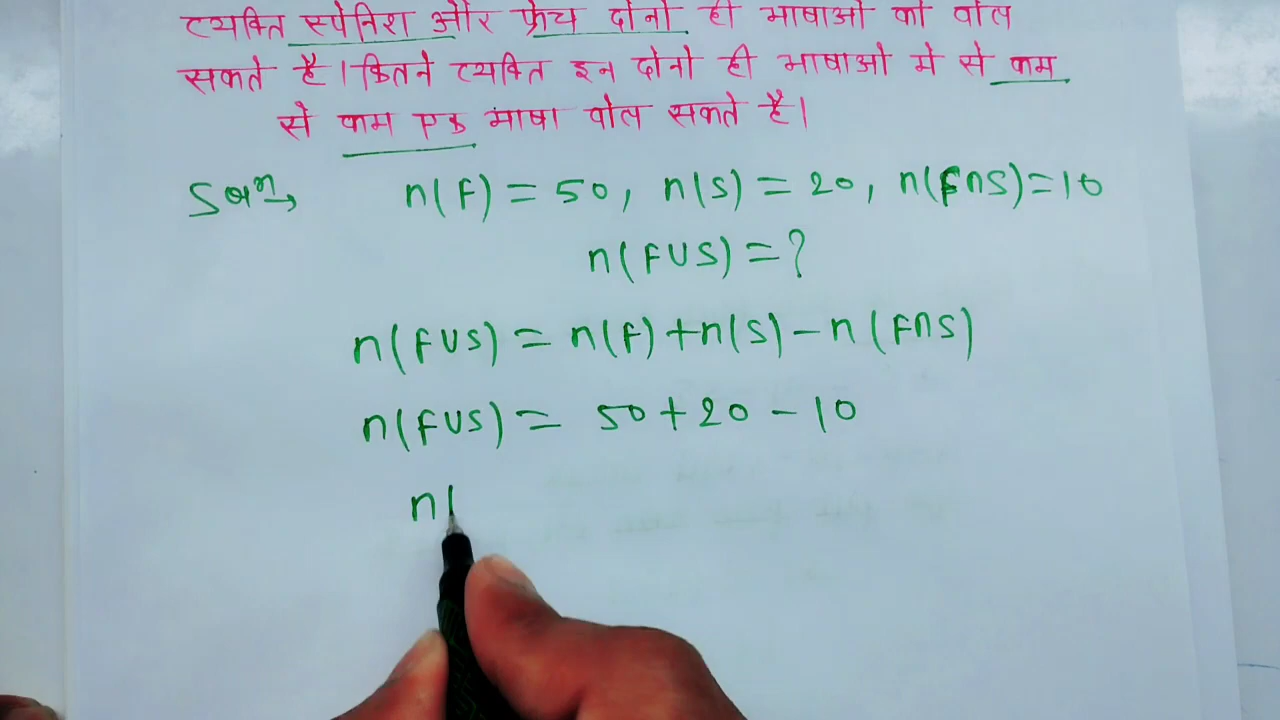 व्यक्ति स्पेनिश और फ्रेंच दोनो ही भाषाओ को बोल
सकते है। कितने व्यक्ति इन दोनो ही भाषाओ मे से कम
से कम एक भाषा बोल सकते है।
Solⁿ→ n(F) = 50, n(S) = 20, n(F∩S) = 10
n(F∪S) = ?
n(F∪S) = n(F) + n(S) - n(F∩S)
n(F∪S) = 50 + 20 - 10
n(